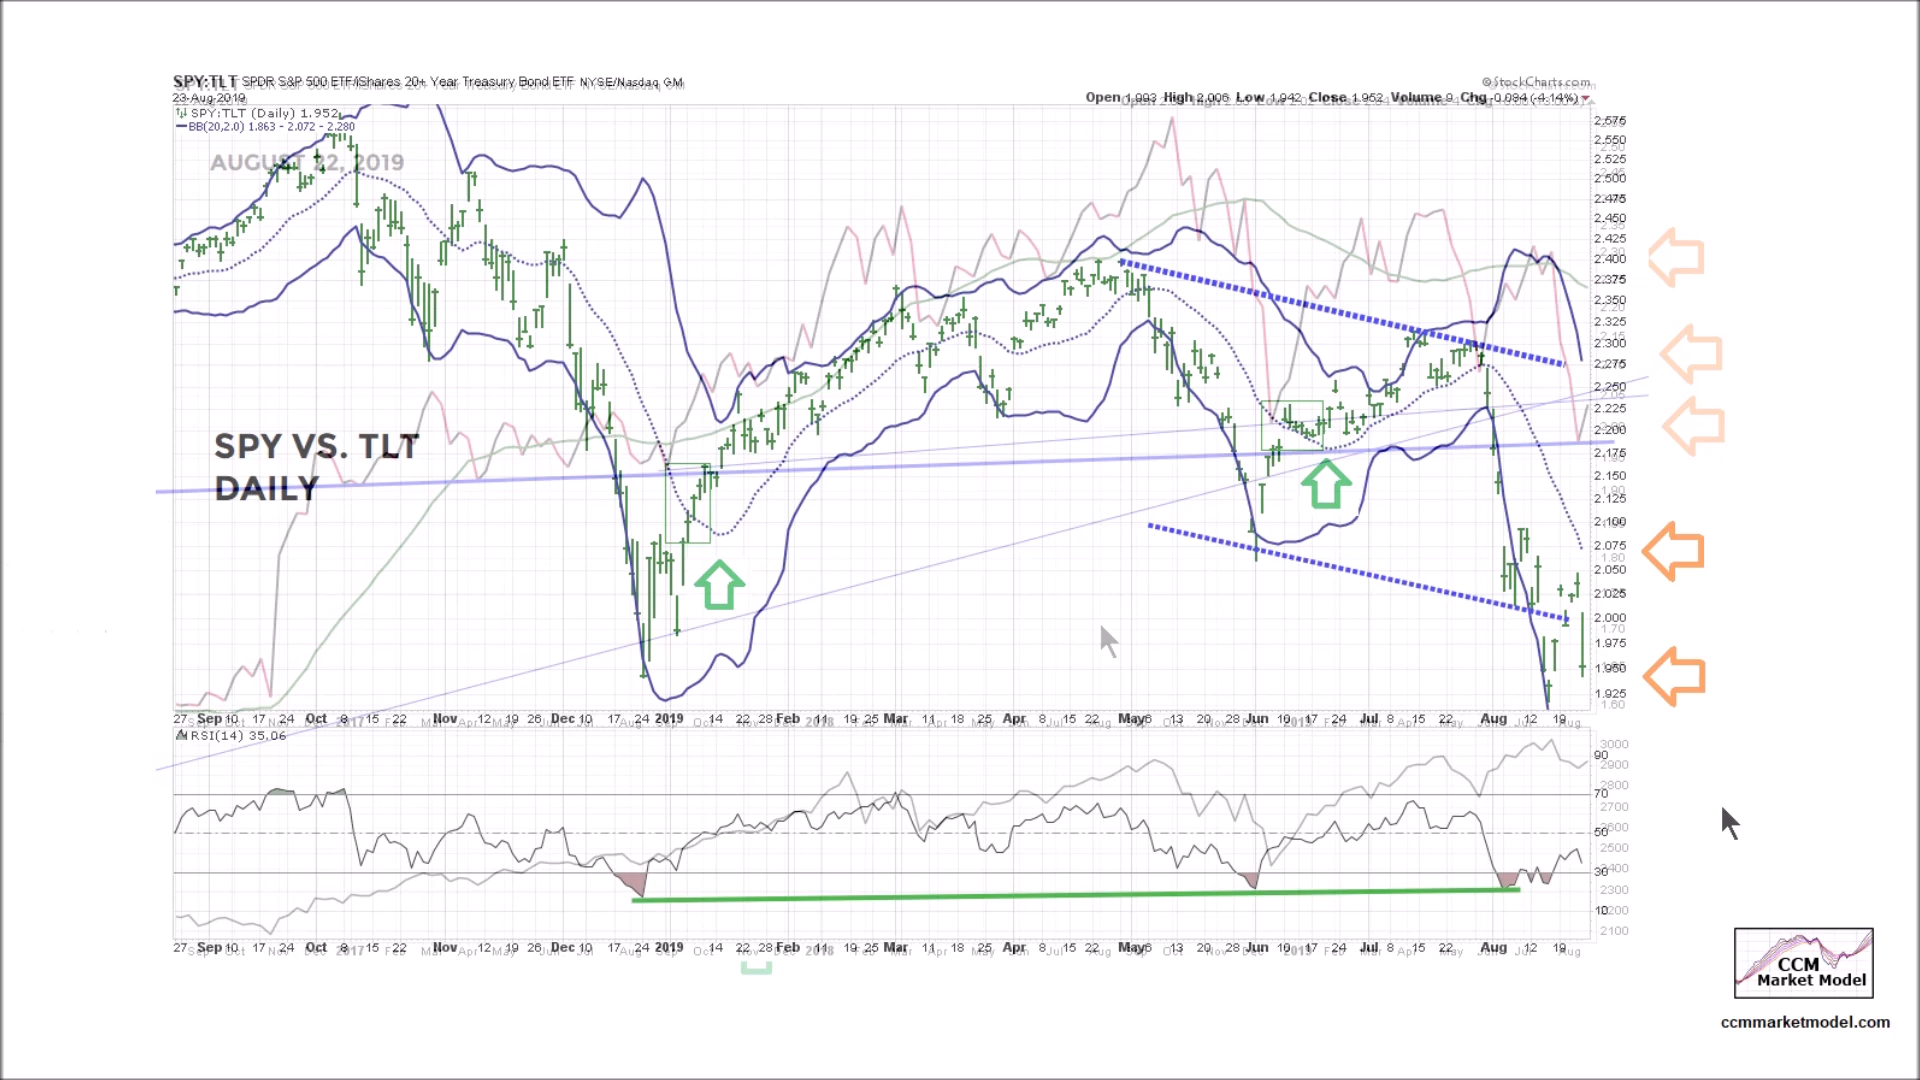 SPY:TLT SPDR S&P 500 ETF/iShares 20+ Year Treasury Bond ETF NYSE/Nasdaq GM
© StockCharts.com
23-Aug-2019
Open 1.993 High 2.006 Low 1.942 Close 1.952 Volume 9 Chg -0.084 (-4.14%)
SPY:TLT (Daily) 1.952
BB(20,2.0) 1.863 - 2.072 - 2.280
AUGUST 22, 2019
SPY VS. TLT
DAILY
2.575
2.550
2.525
2.500
2.475
2.450
2.425
2.400
2.375
2.350
2.325
2.300
2.275
2.250
2.225
2.200
2.175
2.150
2.125
2.100
2.075
2.050
2.025
2.000
1.975
1.950
1.925
27 Sep 10 17 24 Oct 8 15 22 Nov 12 19 26 Dec 10 17 24 2019 14 22 28 Feb 11 19 25 Mar 11 18 25 Apr 8 15 22 May 6 13 20 28 Jun 10 17 24 Jul 8 15 22 Aug 12 19
RSI(14) 35.06
3000
90
2900
2800
70
2700
2600
50
2500
2400
30
2300
10
2200
2100
27 Sep 10 17 24 Oct 8 15 22 Nov 12 19 26 Dec 10 17 24 2019 14 22 28 Feb 11 19 25 Mar 11 18 25 Apr 8 15 22 May 6 13 20 28 Jun 10 17 24 Jul 8 15 22 Aug 12 19
CCM
Market Model
ccmmarketmodel.com